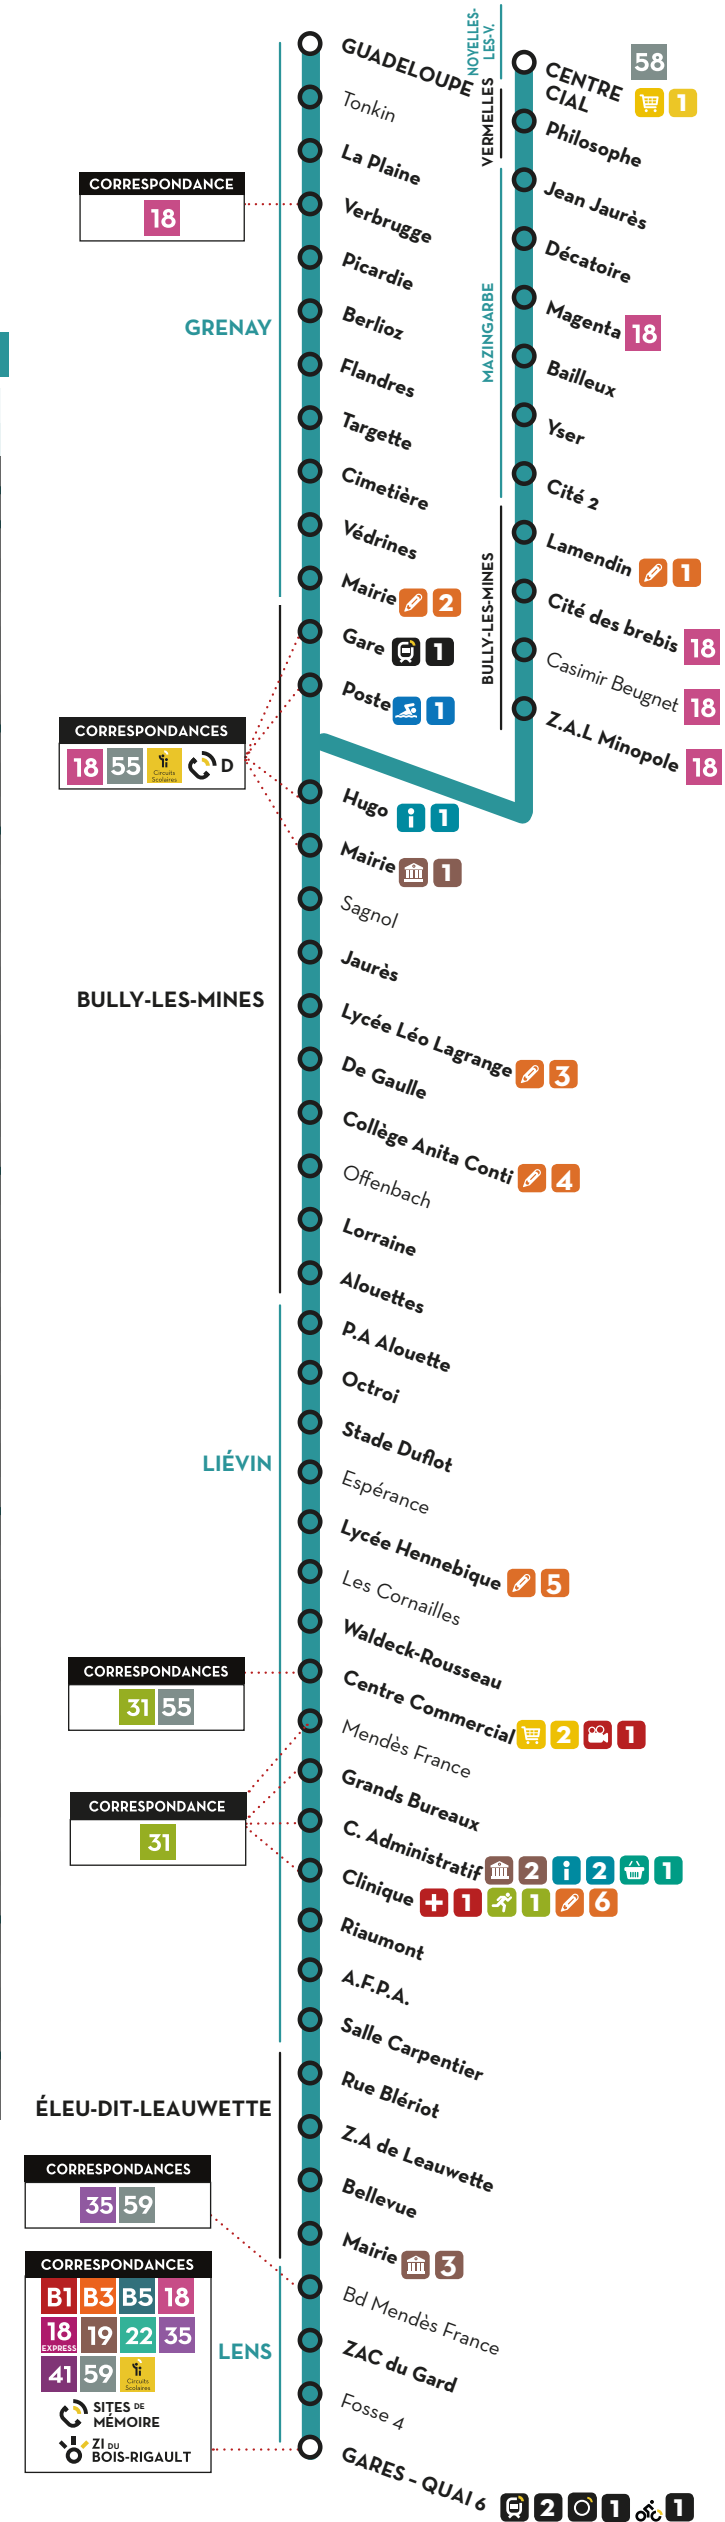 GUADELOUPE
Tonkin
La Plaine
CORRESPONDANCE
18
Verbrugge
Picardie
GRENAY
Berlioz
Flandres
Targette
Cimetière
Védrines
Mairie 2
Gare 1
Poste 1
CORRESPONDANCES
18 55 Circuits Scolaires D
NOYELLES-
LES-V.
CENTRE
CIAL
58
1
VERMELLES
Philosophe
Jean Jaurès
Décatoire
MAZINGARBE
Magenta 18
Bailleux
Yser
Cité 2
BULLY-LES-MINES
Lamendin 1
Cité des brebis 18
Casimir Beugnet 18
Z.A.L Minopole 18
Hugo 1
Mairie 1
Sagnol
Jaurès
BULLY-LES-MINES
Lycée Léo Lagrange 3
De Gaulle
Collège Anita Conti 4
Offenbach
Lorraine
Alouettes
P.A Alouette
Octroi
Stade Duflot
LIÉVIN
Espérance
Lycée Hennebique 5
Les Cornailles
Waldeck-Rousseau
CORRESPONDANCES
31 55
Centre Commercial 2 1
Mendès France
Grands Bureaux
CORRESPONDANCE
31
C. Administratif 2 2 1
Clinique 1 1 6
Riaumont
A.F.P.A.
Salle Carpentier
Rue Blériot
ÉLEU-DIT-LEAUWETTE
Z.A de Leauwette
Bellevue
Mairie 3
CORRESPONDANCES
35 59
Bd Mendès France
ZAC du Gard
LENS
Fosse 4
CORRESPONDANCES
B1 B3 B5 18
18 EXPRESS 19 22 35
41 59 Circuits Scolaires
SITES DE
MÉMOIRE
ZI DU
BOIS-RIGAULT
GARES - QUAI 6 2 1 1